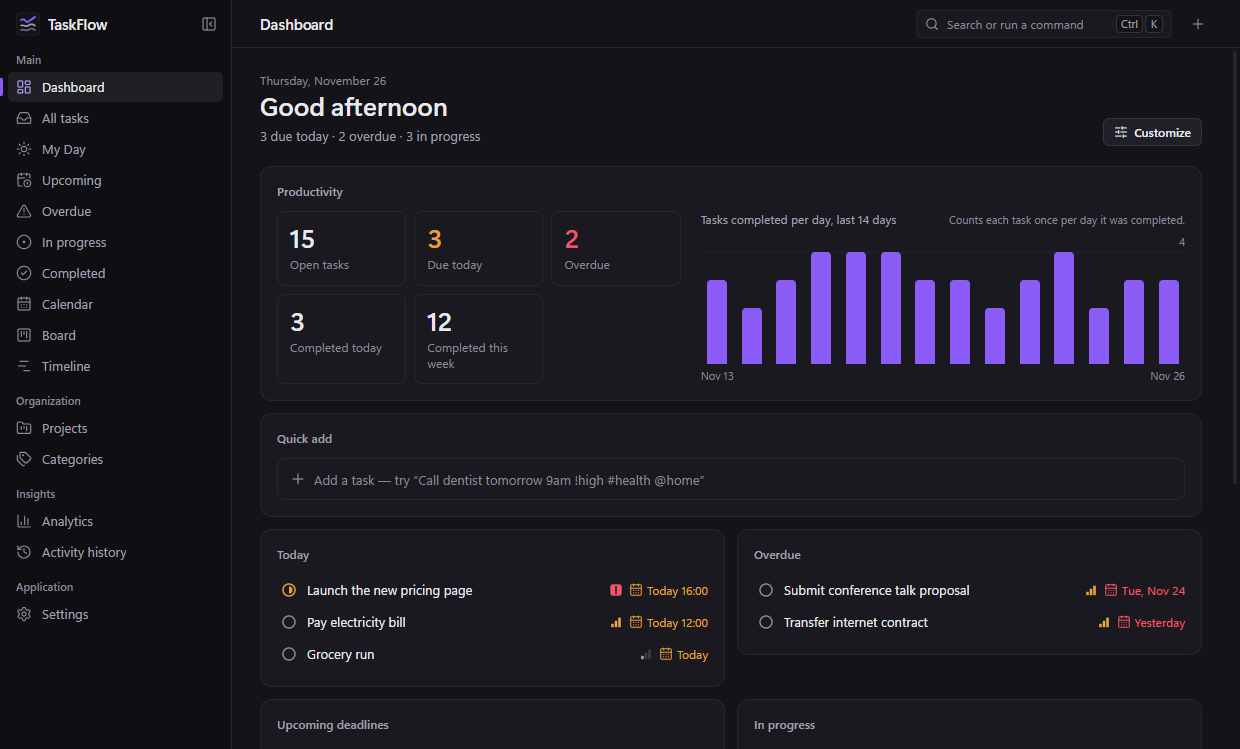 TaskFlow
Main
Dashboard
All tasks
My Day
Upcoming
Overdue
In progress
Completed
Calendar
Board
Timeline
Organization
Projects
Categories
Insights
Analytics
Activity history
Application
Settings
Dashboard
Search or run a command Ctrl K
Thursday, November 26
Good afternoon
3 due today · 2 overdue · 3 in progress
Customize
Productivity
15
Open tasks
3
Due today
2
Overdue
3
Completed today
12
Completed this
week
Tasks completed per day, last 14 days
Counts each task once per day it was completed.
4
Nov 13
Nov 26
Quick add
Add a task — try “Call dentist tomorrow 9am !high #health @home”
Today
Launch the new pricing page Today 16:00
Pay electricity bill Today 12:00
Grocery run Today
Overdue
Submit conference talk proposal Tue, Nov 24
Transfer internet contract Yesterday
Upcoming deadlines
In progress